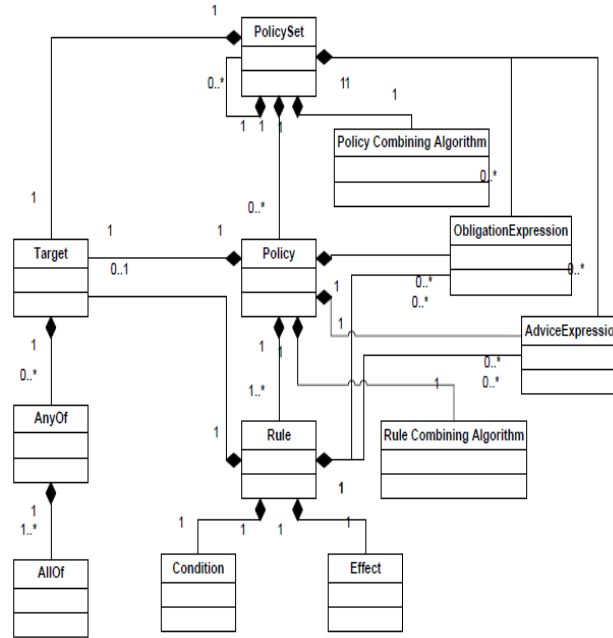 1
PolicySet
0..*
11
1
1
1
1
Policy Combining Algorithm
0..*
1
0..*
1
1
ObligationExpression
Target
Policy
0..1
0..*
0..*
1
0..*
1
AdviceExpression
1
1
1
0..*
0..*
1..*
1
0..*
AnyOf
1
Rule
Rule Combining Algorithm
1
1
1..*
1
1
1
1
AllOf
Condition
Effect